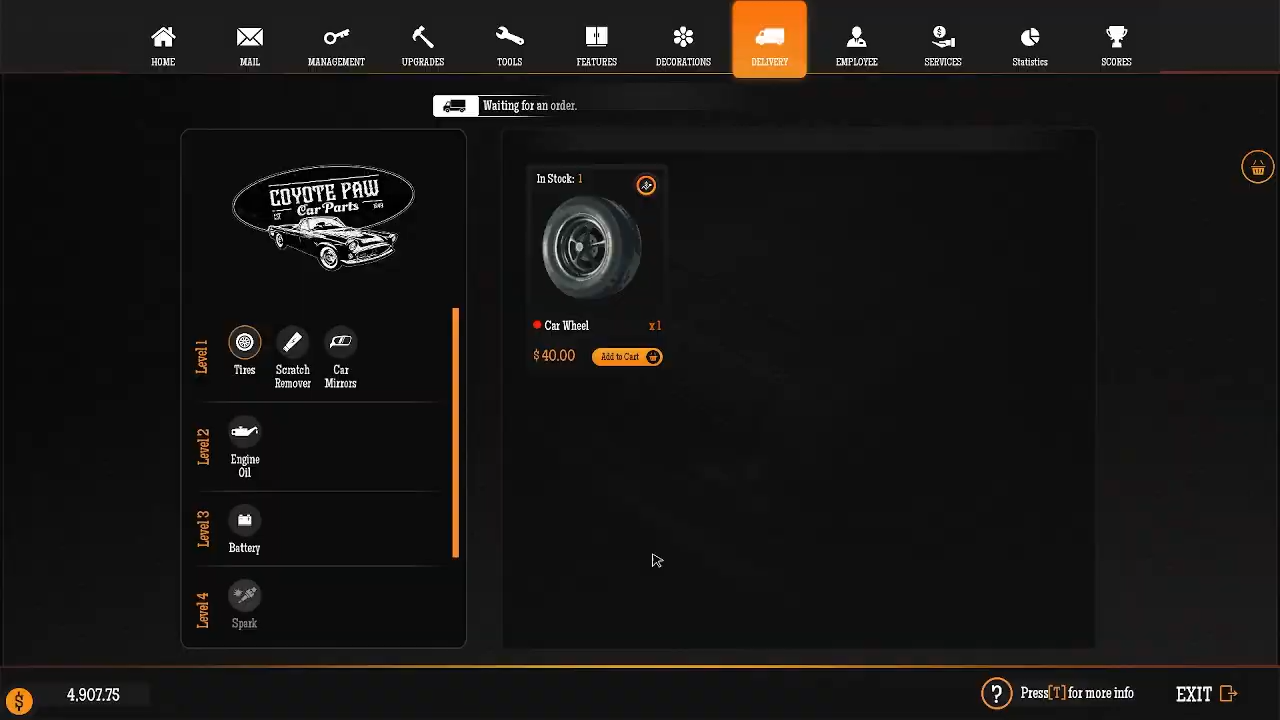 HOME
MAIL
MANAGEMENT
UPGRADES
TOOLS
FEATURES
DECORATIONS
DELIVERY
EMPLOYEE
SERVICES
Statistics
SCORES
Waiting for an order.
COYOTE PAW
Car Parts
In Stock: 1
Car Wheel x1
$40.00 Add to Cart
Level 1
Tires
Scratch
Remover
Car
Mirrors
Level 2
Engine
Oil
Level 3
Battery
Level 4
Spark
$ 4.907.75
? Press[T] for more info
EXIT